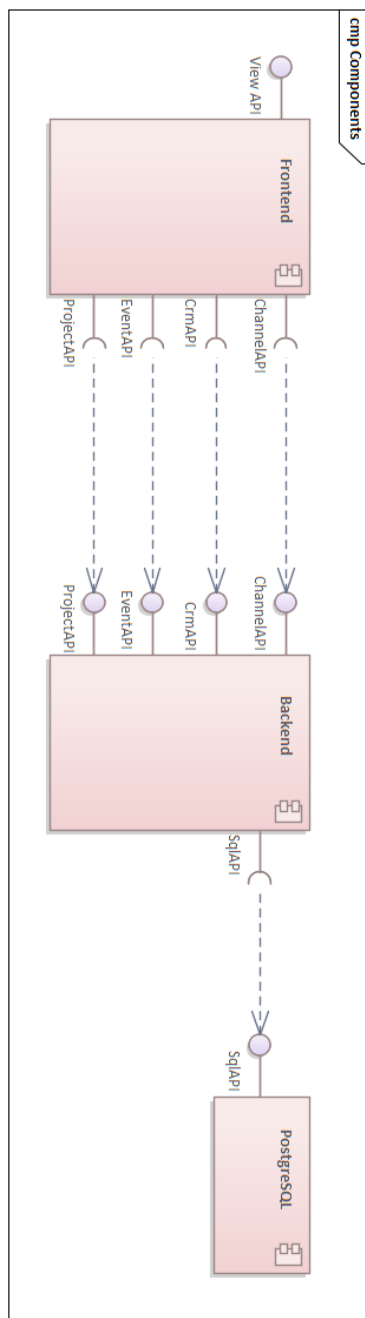 cmp Components
View API
Frontend
ChannelAPI
CrmAPI
EventAPI
ProjectAPI
ChannelAPI
CrmAPI
EventAPI
ProjectAPI
Backend
SqlAPI
SqlAPI
PostgreSQL